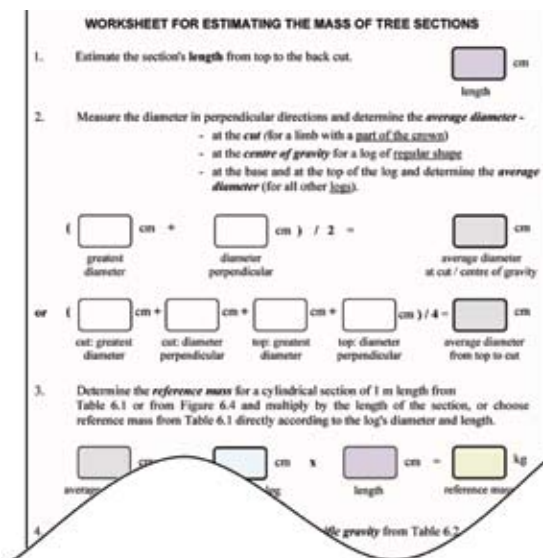 WORKSHEET FOR ESTIMATING THE MASS OF TREE SECTIONS
1. Estimate the section's length from top to the back cut. cm
length
2. Measure the diameter in perpendicular directions and determine the average diameter -
- at the cut (for a limb with a part of the crown)
- at the centre of gravity for a log of regular shape
- at the base and at the top of the log and determine the average
diameter (for all other logs).
( cm + cm ) / 2 = cm
greatest diameter average diameter
diameter perpendicular at cut / centre of gravity
or ( cm + cm + cm + cm ) / 4 = cm
cut: greatest cut: diameter top: greatest top: diameter average diameter
diameter perpendicular diameter perpendicular from top to cut
3. Determine the reference mass for a cylindrical section of 1 m length from
Table 6.1 or from Figure 6.4 and multiply by the length of the section, or choose
reference mass from Table 6.1 directly according to the log's diameter and length.
cm x cm = kg
length reference mass
4. gravity from Table 6.2